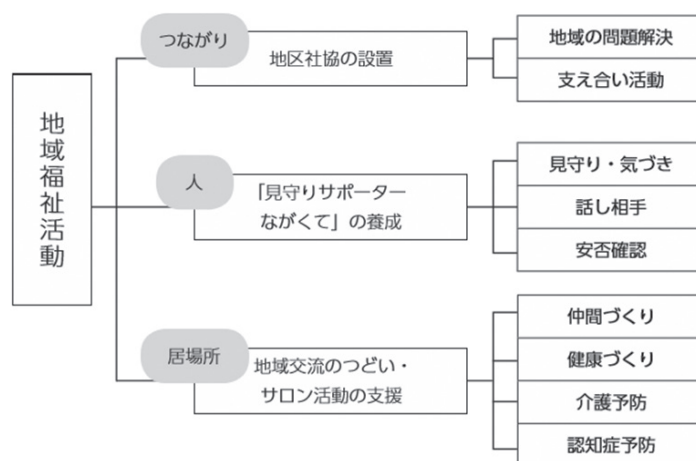 地域福祉活動
つながり
地区社協の設置
地域の問題解決
支え合い活動
人
「見守りサポーター
ながくて」の養成
見守り・気づき
話し相手
安否確認
居場所
地域交流のつどい・
サロン活動の支援
仲間づくり
健康づくり
介護予防
認知症予防